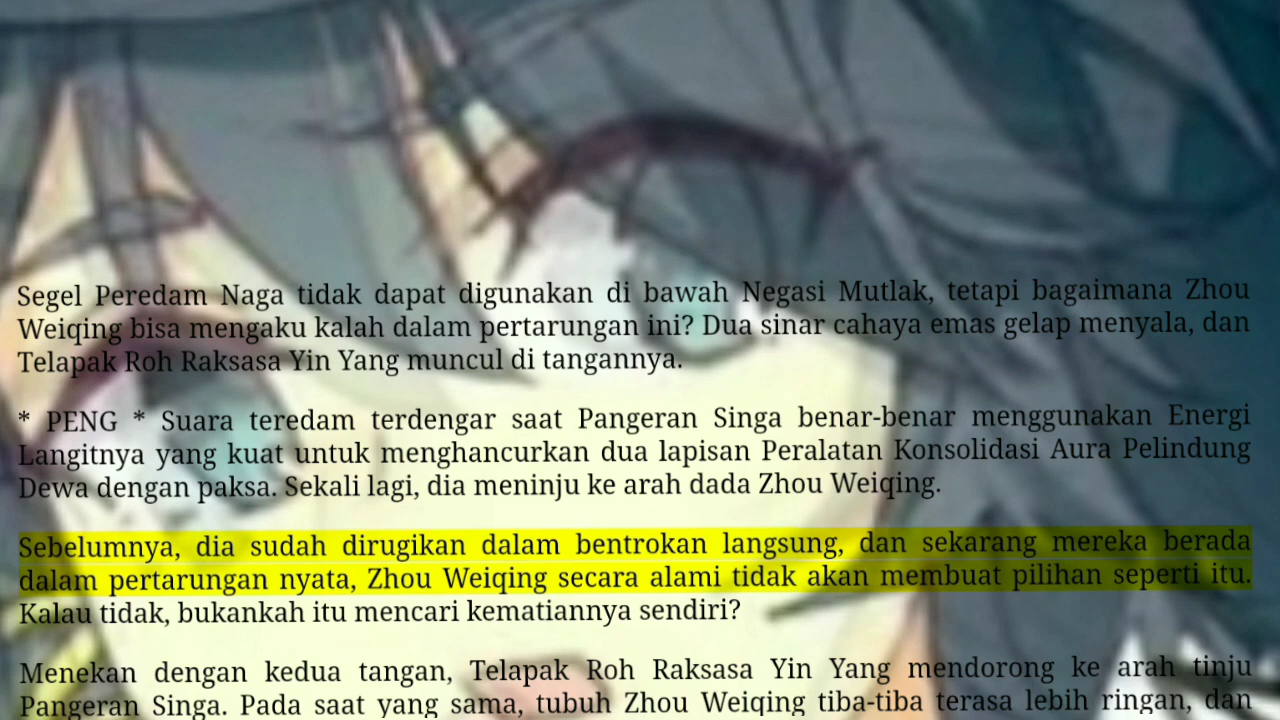 Segel Peredam Naga tidak dapat digunakan di bawah Negasi Mutlak, tetapi bagaimana Zhou
Weiqing bisa mengaku kalah dalam pertarungan ini? Dua sinar cahaya emas gelap menyala, dan
Telapak Roh Raksasa Yin Yang muncul di tangannya.
* PENG * Suara teredam terdengar saat Pangeran Singa benar-benar menggunakan Energi
Langitnya yang kuat untuk menghancurkan dua lapisan Peralatan Konsolidasi Aura Pelindung
Dewa dengan paksa. Sekali lagi, dia meninju ke arah dada Zhou Weiqing.
Sebelumnya, dia sudah dirugikan dalam bentrokan langsung, dan sekarang mereka berada
dalam pertarungan nyata, Zhou Weiqing secara alami tidak akan membuat pilihan seperti itu.
Kalau tidak, bukankah itu mencari kematiannya sendiri?
Menekan dengan kedua tangan, Telapak Roh Raksasa Yin Yang mendorong ke arah tinju
Pangeran Singa. Pada saat yang sama, tubuh Zhou Weiqing tiba-tiba terasa lebih ringan, dan